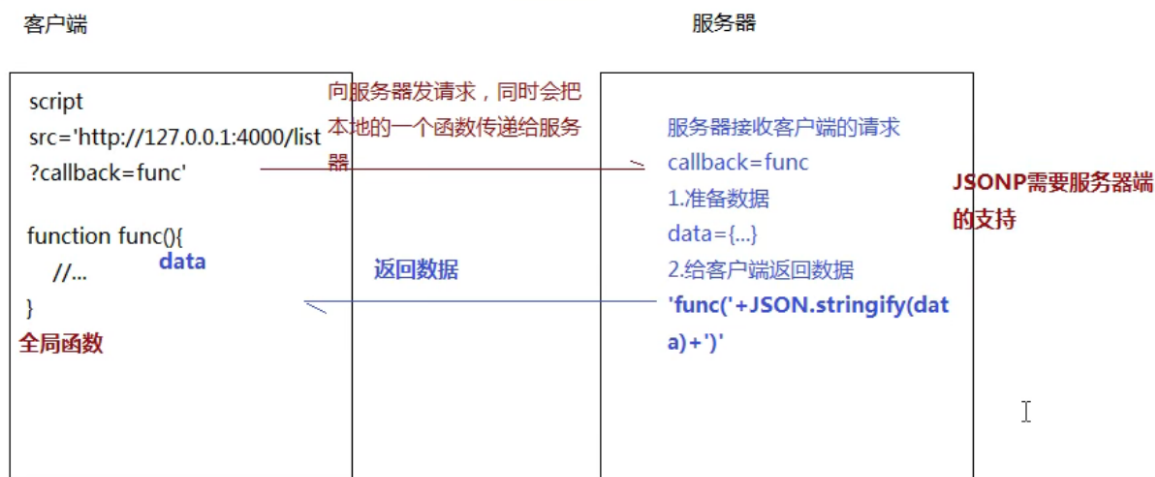 客户端
服务器
script
src='http://127.0.0.1:4000/list
?callback=func'
function func(){
data
//...
}
全局函数
向服务器发请求，同时会把
本地的一个函数传递给服务
器
返回数据
服务器接收客户端的请求
callback=func
1.准备数据
data={...}
2.给客户端返回数据
'func('+JSON.stringify(dat
a)+')'
JSONP需要服务器端
的支持